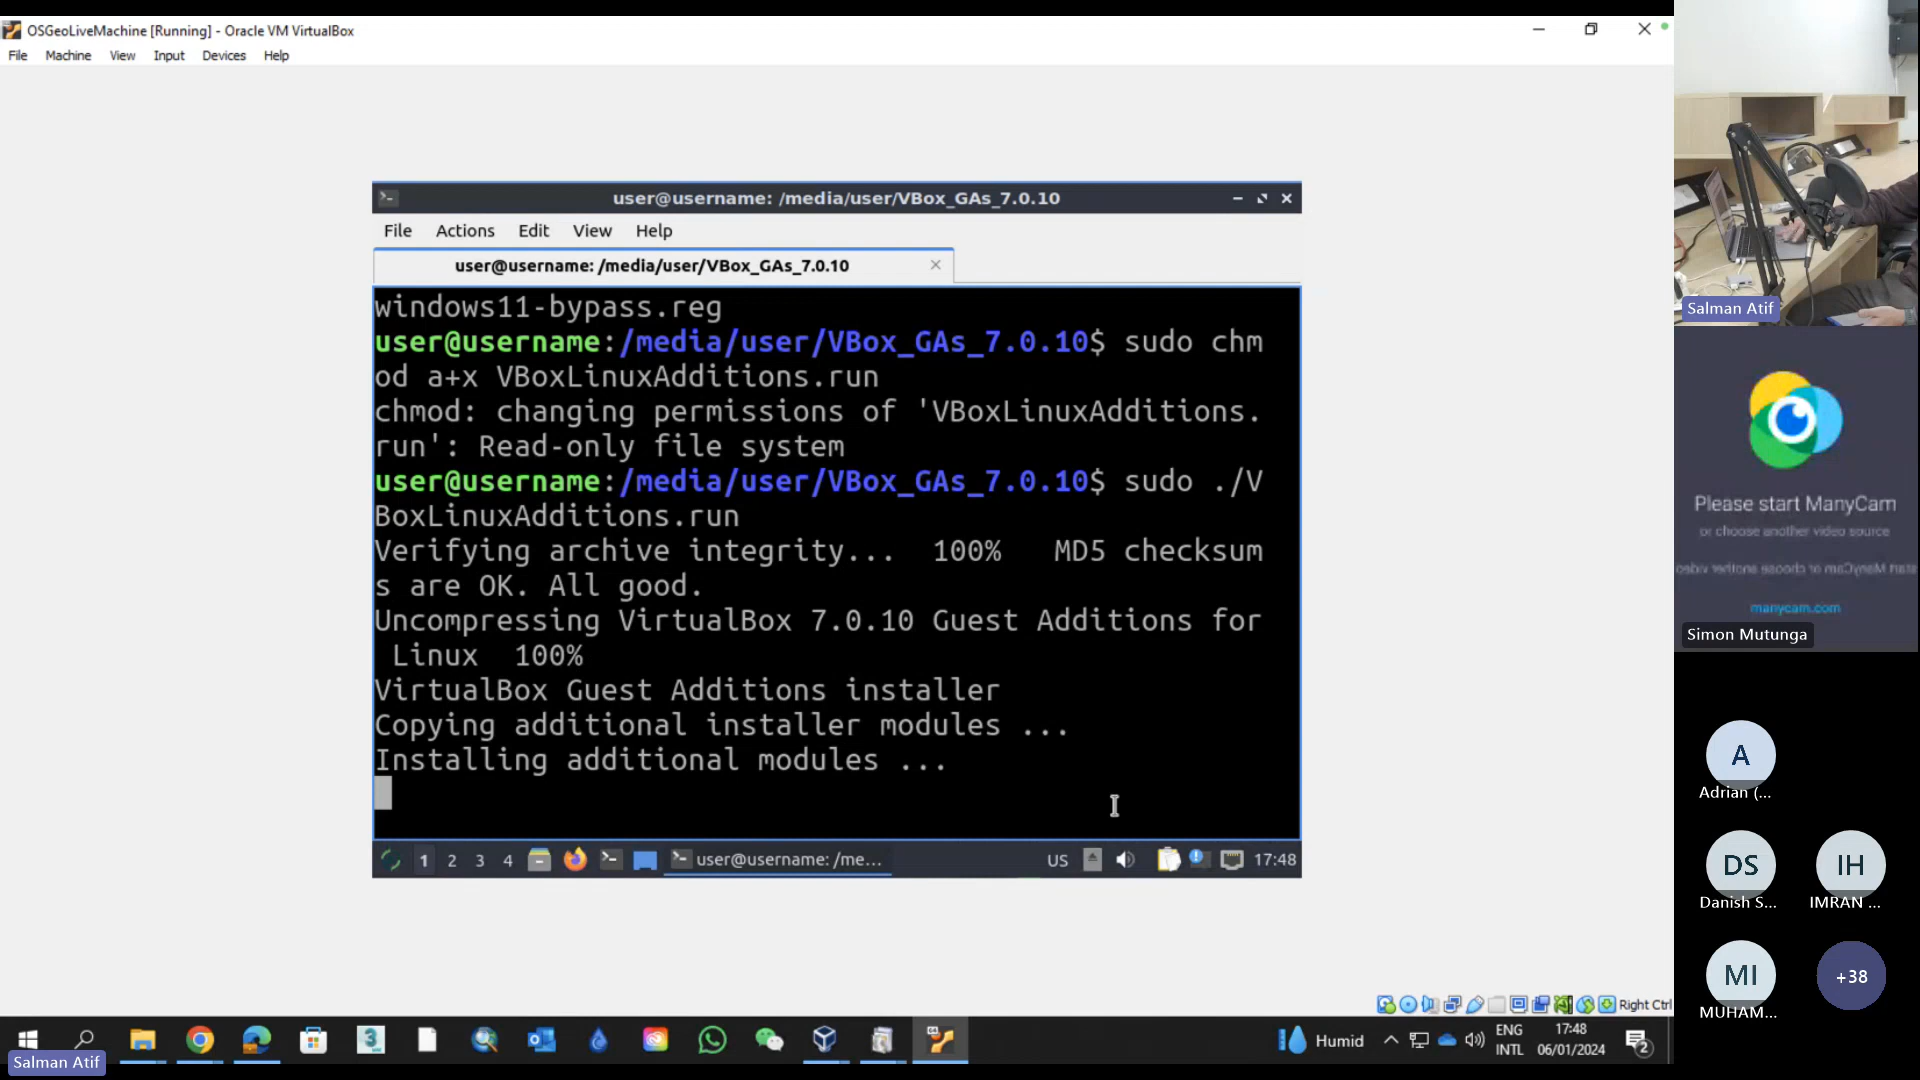 OSGeoLiveMachine [Running] - Oracle VM VirtualBox
File Machine View Input Devices Help
user@username: /media/user/VBox_GAs_7.0.10
File Actions Edit View Help
user@username: /media/user/VBox_GAs_7.0.10
windows11-bypass.reg
user@username:/media/user/VBox_GAs_7.0.10$ sudo chm
od a+x VBoxLinuxAdditions.run
chmod: changing permissions of 'VBoxLinuxAdditions.
run': Read-only file system
user@username:/media/user/VBox_GAs_7.0.10$ sudo ./V
BoxLinuxAdditions.run
Verifying archive integrity... 100% MD5 checksum
s are OK. All good.
Uncompressing VirtualBox 7.0.10 Guest Additions for
Linux 100%
VirtualBox Guest Additions installer
Copying additional installer modules ...
Installing additional modules ...
1 2 3 4 user@username: /me... US 17:48
Right Ctrl
Humid
ENG
INTL
17:48
06/01/2024
2
Salman Atif
Salman Atif
Please start ManyCam
or choose another video source
manycam.com
Simon Mutunga
A
Adrian (...
DS
Danish S...
IH
IMRAN ...
MI
MUHAM...
+38